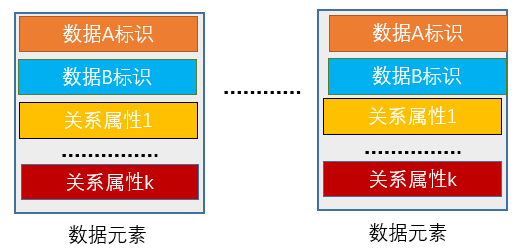 数据A标识
数据B标识
关系属性1
...............
关系属性k
数据元素
............
数据A标识
数据B标识
关系属性1
...............
关系属性k
数据元素